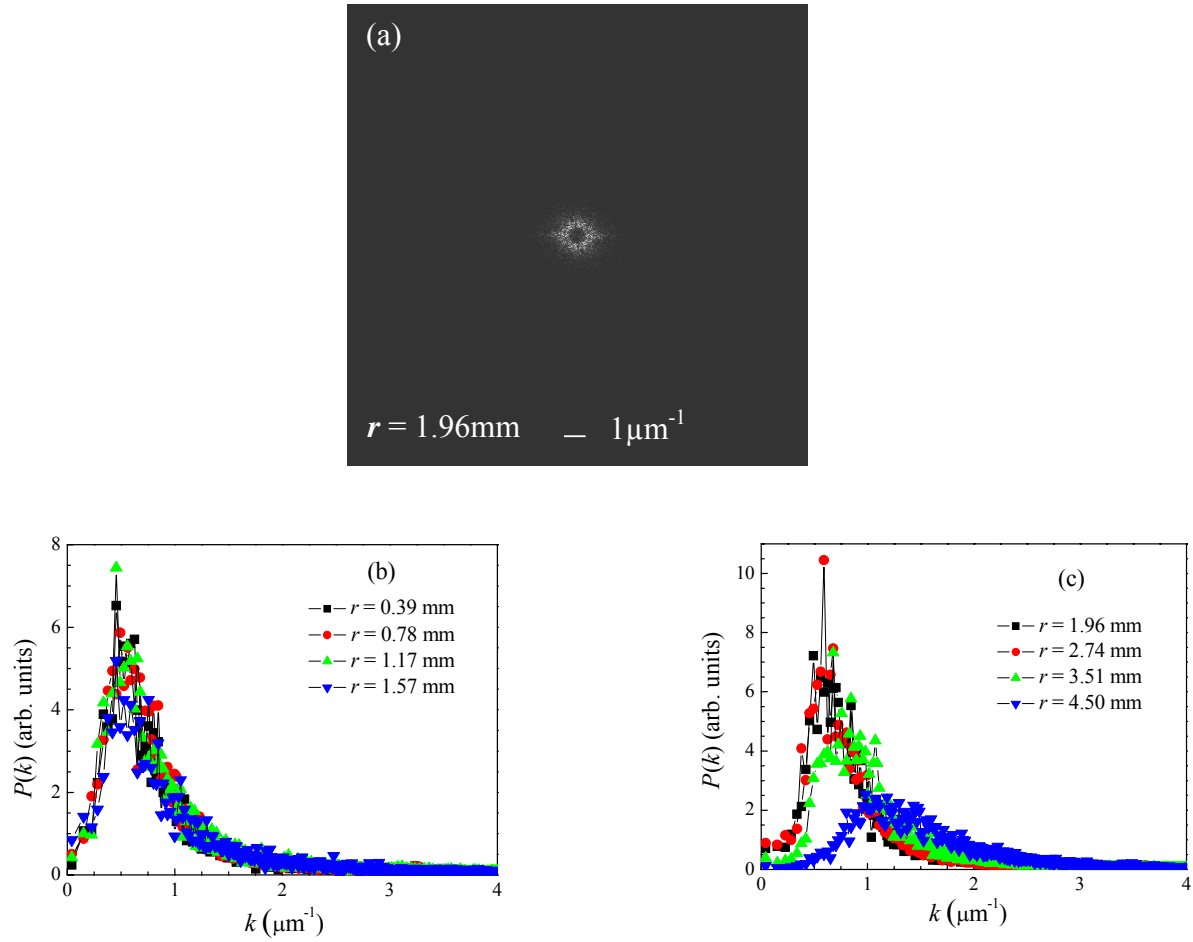 (a)
r = 1.96mm
1µm⁻¹
8
6
4
2
0
P(k) (arb. units)
(b)
r = 0.39 mm
r = 0.78 mm
r = 1.17 mm
r = 1.57 mm
0 1 2 3 4
k (µm⁻¹)
10
8
6
4
2
0
P(k) (arb. units)
(c)
r = 1.96 mm
r = 2.74 mm
r = 3.51 mm
r = 4.50 mm
0 1 2 3 4
k (µm⁻¹)